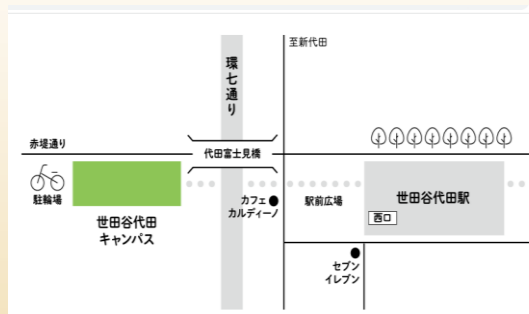 至新代田
環七通り
赤堤通り
代田富士見橋
駐輪場
世田谷代田
キャンパス
カフェ
カルディーノ
駅前広場
世田谷代田駅
西口
セブン
イレブン